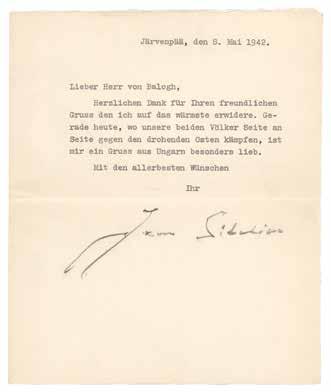 Järvenpää, den 8. Mai 1942.
Lieber Herr von Balogh,
Herzlichen Dank für Ihren freundlichen
Gruss den ich auf das wärmste erwidere. Ge-
rade heute, wo unsere beiden Völker Seite an
Seite gegen den drohenden Osten kämpfen, ist
mir ein Gruss aus Ungarn besonders lieb.
Mit den allerbesten Wünschen
Ihr
Jean Sibelius